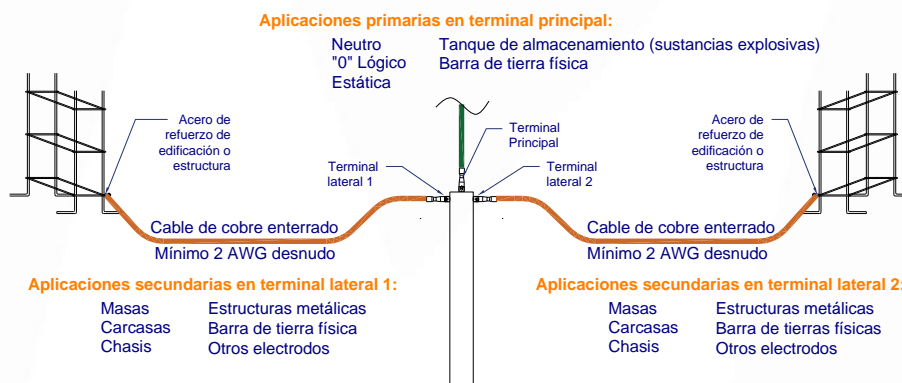 Aplicaciones primarias en terminal principal:
Neutro
"0" Lógico
Estática
Tanque de almacenamiento (sustancias explosivas)
Barra de tierra física
Acero de
refuerzo de
edificación o
estructura
Terminal
Principal
Terminal
lateral 1
Terminal
lateral 2
Acero de
refuerzo de
edificación o
estructura
Cable de cobre enterrado
Mínimo 2 AWG desnudo
Cable de cobre enterrado
Mínimo 2 AWG desnudo
Aplicaciones secundarias en terminal lateral 1:
Masas
Carcasas
Chasis
Estructuras metálicas
Barra de tierra física
Otros electrodos
Aplicaciones secundarias en terminal lateral 2:
Masas
Carcasas
Chasis
Estructuras metálicas
Barra de tierras físicas
Otros electrodos